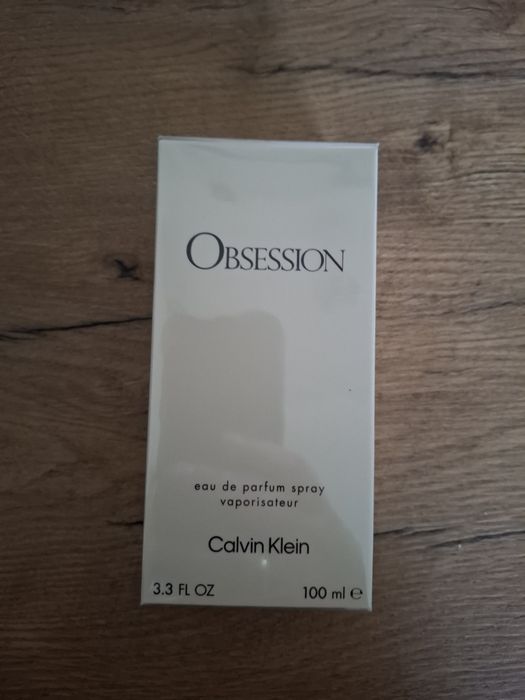 OBSESSION
eau de parfum spray
vaporisateur
Calvin Klein
3.3 FL OZ 100 ml ℮